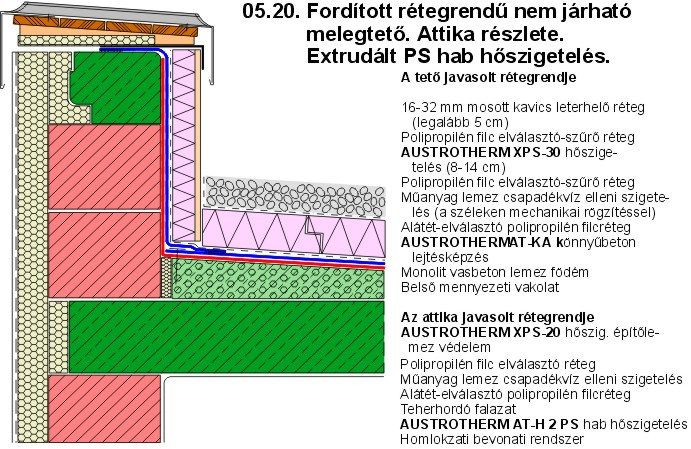 05.20. Fordított rétegrendű nem járható
melegtető. Attika részlete.
Extrudált PS hab hőszigetelés.
A tető javasolt rétegrendje
16-32 mm mosott kavics leterhelő réteg
(legalább 5 cm)
Polipropilén filc elválasztó-szűrő réteg
AUSTROTHERM XPS-30 hőszige-
telés (8-14 cm)
Polipropilén filc elválasztó-szűrő réteg
Műanyag lemez csapadékvíz elleni szigete-
lés (a széleken mechanikai rögzítéssel)
Alátét-elválasztó polipropilén filcréteg
AUSTROTHERM AT-KA könnyűbeton
lejtésképzés
Monolit vasbeton lemez födém
Belső mennyezeti vakolat
Az attika javasolt rétegrendje
AUSTROTHERM XPS-20 hőszig. építőle-
mez védelem
Polipropilén filc elválasztó réteg
Műanyag lemez csapadékvíz elleni szigetelés
Alátét-elválasztó polipropilén filcréteg
Teherhordó falazat
AUSTROTHERM AT-H 2 PS hab hőszigetelés
Homlokzati bevonati rendszer